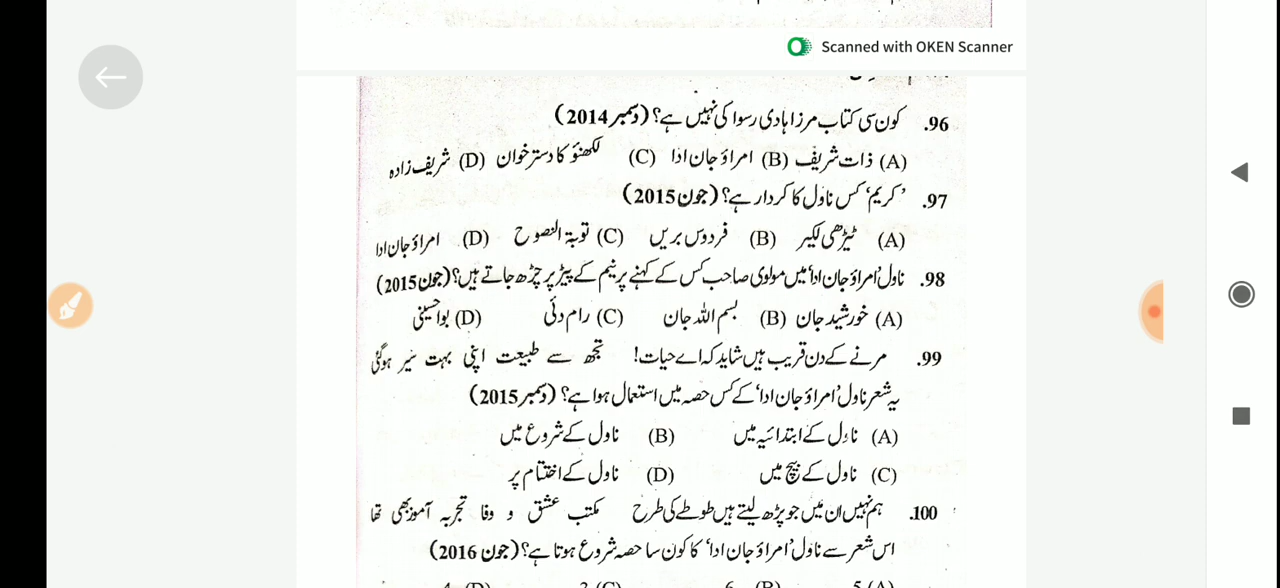 Scanned with OKEN Scanner
96. کون سی کتاب مرزا ہادی رسوا کی نہیں ہے؟ (دسمبر 2014)
(A) ذات شریف (B) امراؤ جان ادا (C) لکھنؤ کا دسترخوان (D) شریف زادہ
97. 'کریم' کس ناول کا کردار ہے؟ (جون 2015)
(A) ٹیڑھی لکیر (B) فردوس بریں (C) توبۃ النصوح (D) امراؤ جان ادا
98. ناول 'امراؤ جان ادا' میں مولوی صاحب کس کے کہنے پر نیم کے پیڑ پر چڑھ جاتے ہیں؟ (جون 2015)
(A) خورشید جان (B) بسم اللہ جان (C) رام دئی (D) بوا حسینی
99. مرنے کے دن قریب ہیں شاید کہ اے حیات! تجھ سے طبیعت اپنی بہت سیر ہوگئی
یہ شعر ناول 'امراؤ جان ادا' کے کس حصہ میں استعمال ہوا ہے؟ (دسمبر 2015)
(A) ناول کے ابتدائیہ میں (B) ناول کے شروع میں
(C) ناول کے بیچ میں (D) ناول کے اختتام پر
100. ہم نہیں ان میں جو پڑھ لیتے ہیں طوطے کی طرح مکتب عشق و وفا تجربہ آموز بھی تھا
اس شعر سے ناول 'امراؤ جان ادا' کا کون سا حصہ شروع ہوتا ہے؟ (جون 2016)
(A) 5 (B) 6 (C) 3 (D) 4